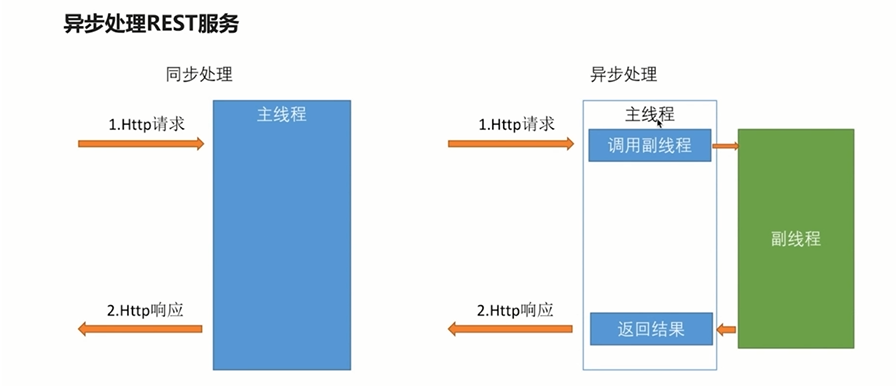 异步处理REST服务
同步处理
异步处理
1.Http请求
主线程
2.Http响应
1.Http请求
主线程
调用副线程
副线程
2.Http响应
返回结果